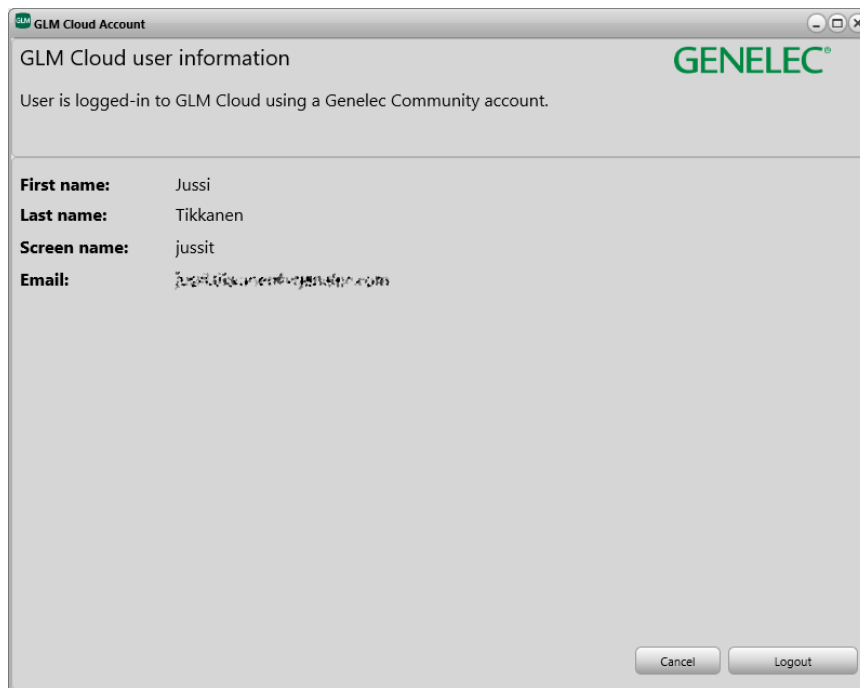 GLM GLM Cloud Account
GLM Cloud user information
GENELEC®
User is logged-in to GLM Cloud using a Genelec Community account.
First name: Jussi
Last name: Tikkanen
Screen name: jussit
Email:
Cancel Logout